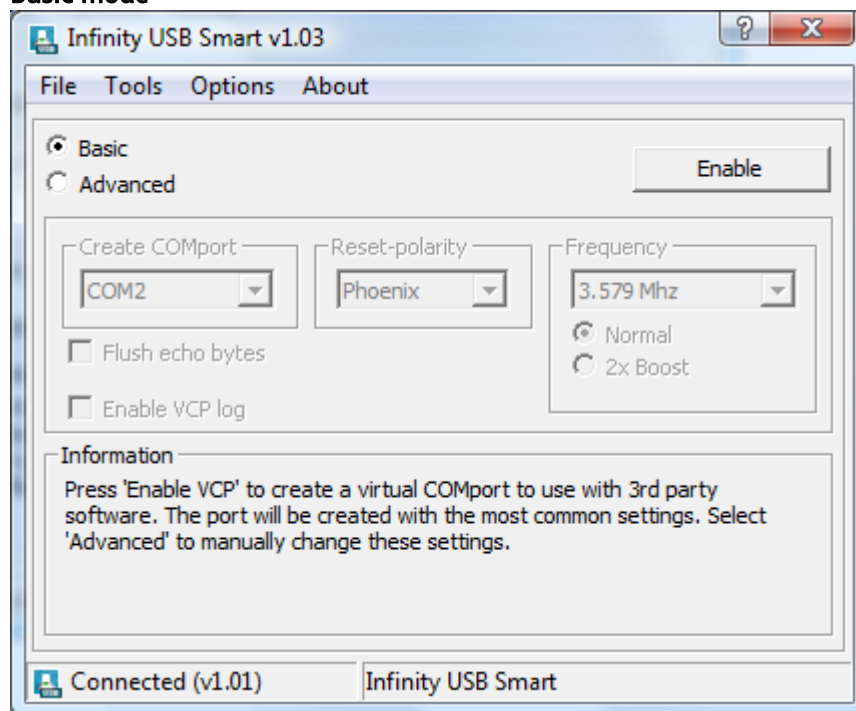 Basic mode
Infinity USB Smart v1.03
File Tools Options About
Basic
Advanced
Enable
Create COMport
COM2
Reset-polarity
Phoenix
Frequency
3.579 Mhz
Normal
2x Boost
Flush echo bytes
Enable VCP log
Information
Press 'Enable VCP' to create a virtual COMport to use with 3rd party
software. The port will be created with the most common settings. Select
'Advanced' to manually change these settings.
Connected (v1.01)
Infinity USB Smart